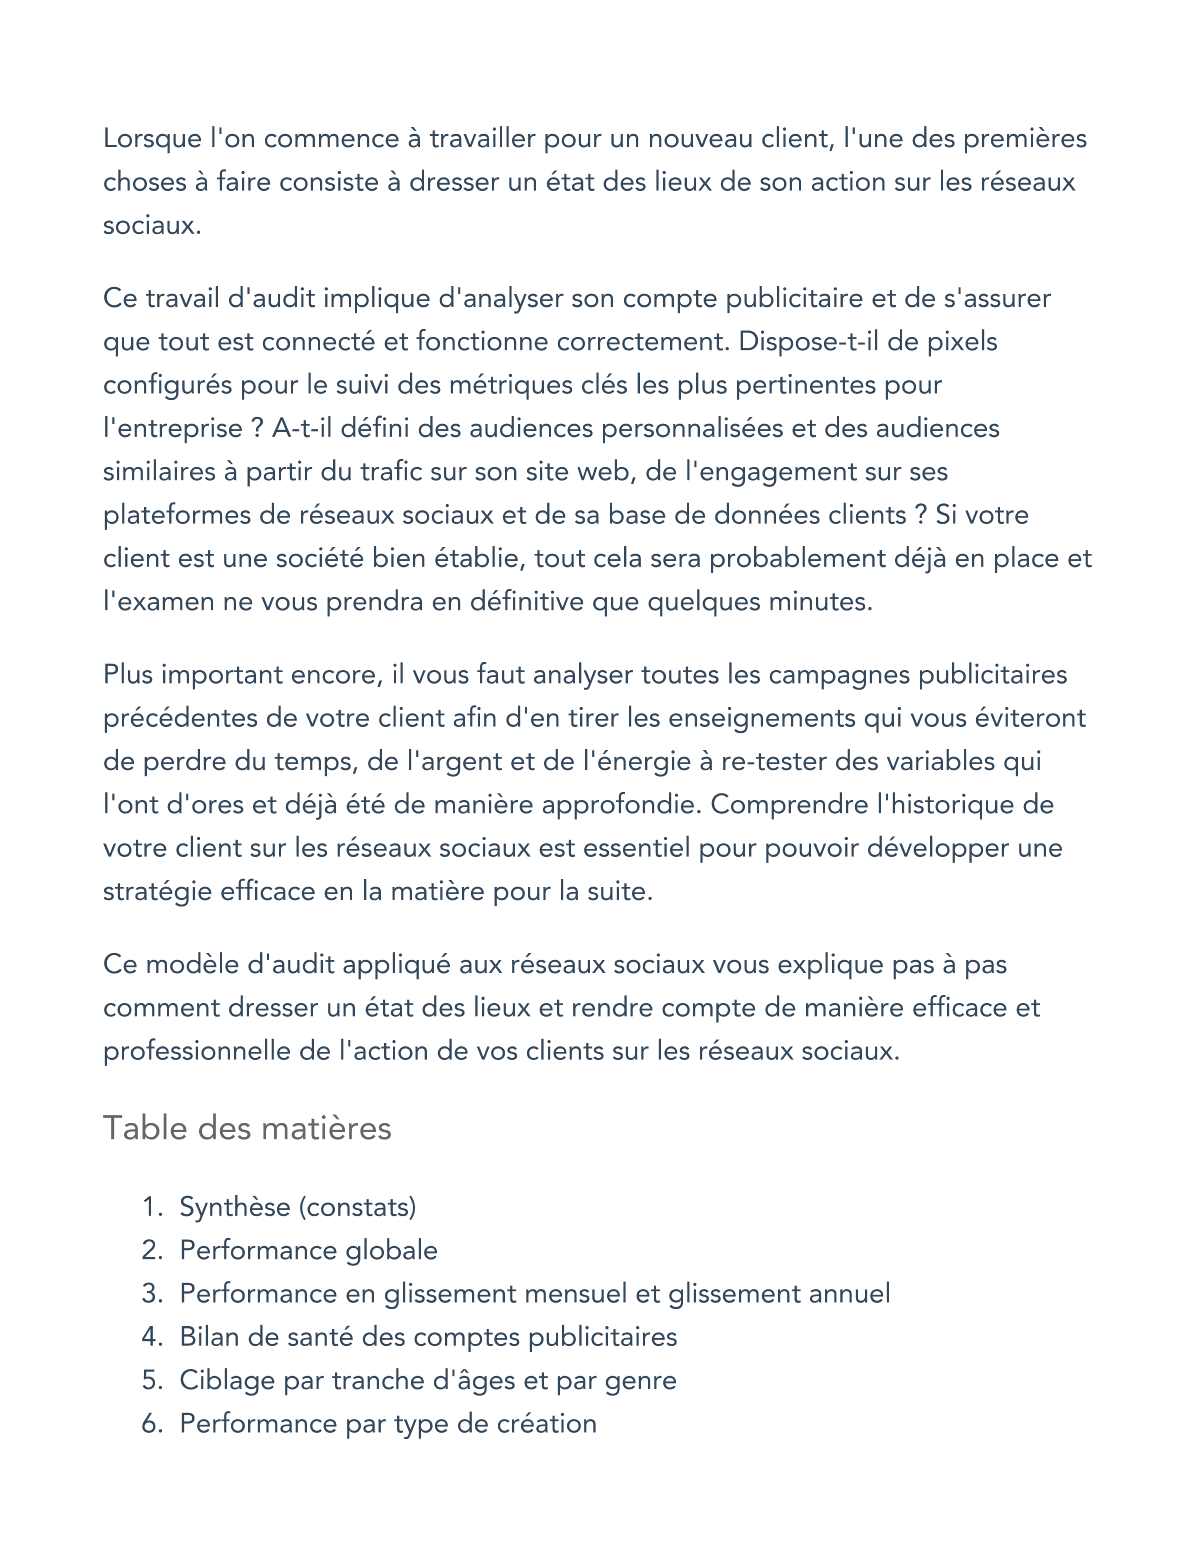 Lorsque l'on commence à travailler pour un nouveau client, l'une des premières
choses à faire consiste à dresser un état des lieux de son action sur les réseaux
sociaux.
Ce travail d'audit implique d'analyser son compte publicitaire et de s'assurer
que tout est connecté et fonctionne correctement. Dispose-t-il de pixels
configurés pour le suivi des métriques clés les plus pertinentes pour
l'entreprise ? A-t-il défini des audiences personnalisées et des audiences
similaires à partir du trafic sur son site web, de l'engagement sur ses
plateformes de réseaux sociaux et de sa base de données clients ? Si votre
client est une société bien établie, tout cela sera probablement déjà en place et
l'examen ne vous prendra en définitive que quelques minutes.
Plus important encore, il vous faut analyser toutes les campagnes publicitaires
précédentes de votre client afin d'en tirer les enseignements qui vous éviteront
de perdre du temps, de l'argent et de l'énergie à re-tester des variables qui
l'ont d'ores et déjà été de manière approfondie. Comprendre l'historique de
votre client sur les réseaux sociaux est essentiel pour pouvoir développer une
stratégie efficace en la matière pour la suite.
Ce modèle d'audit appliqué aux réseaux sociaux vous explique pas à pas
comment dresser un état des lieux et rendre compte de manière efficace et
professionnelle de l'action de vos clients sur les réseaux sociaux.
Table des matières
1. Synthèse (constats)
2. Performance globale
3. Performance en glissement mensuel et glissement annuel
4. Bilan de santé des comptes publicitaires
5. Ciblage par tranche d'âges et par genre
6. Performance par type de création